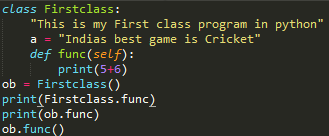 class Firstclass:
    "This is my First class program in python"
    a = "Indias best game is Cricket"
    def func(self):
        print(5+6)
ob = Firstclass()
print(Firstclass.func)
print(ob.func)
ob.func()